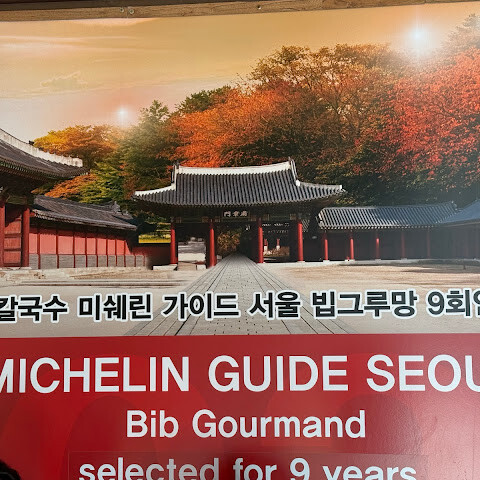 칼국수 미쉐린 가이드 서울 빕그루망 9회
MICHELIN GUIDE SEOU
Bib Gourmand
selected for 9 years